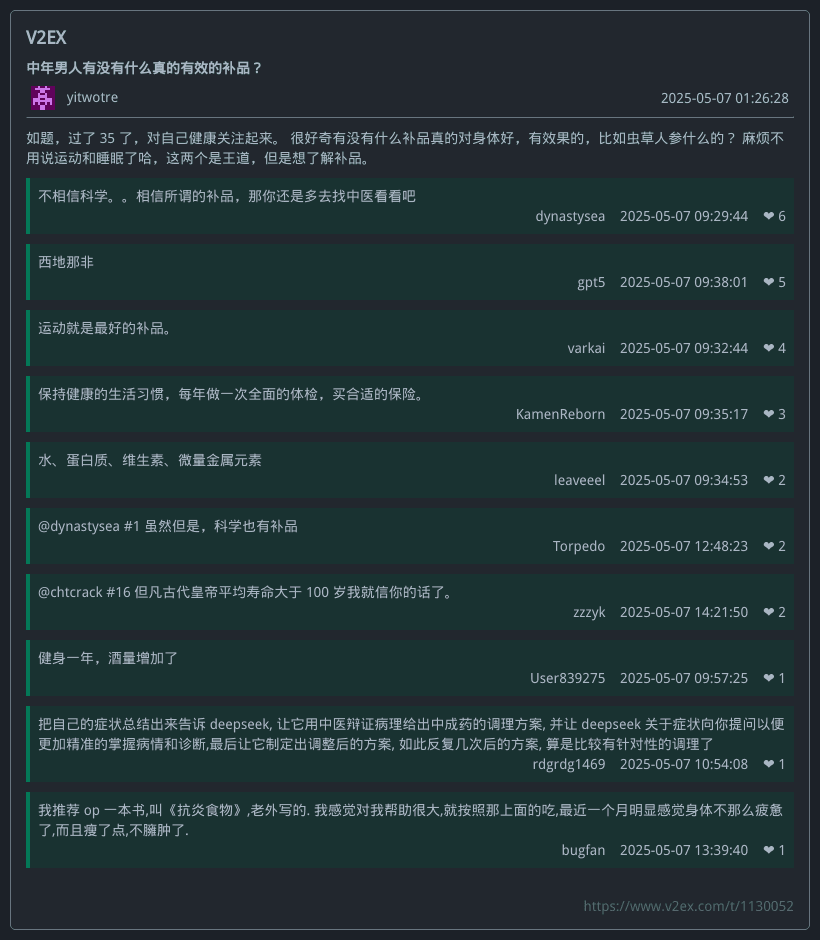 V2EX
中年男人有没有什么真的有效的补品？
yitwotre
2025-05-07 01:26:28
如题，过了 35 了，对自己健康关注起来。 很好奇有没有什么补品真的对身体好，有效果的，比如虫草人参什么的？ 麻烦不
用说运动和睡眠了哈，这两个是王道，但是想了解补品。
不相信科学。。相信所谓的补品，那你还是多去找中医看看吧
dynastysea 2025-05-07 09:29:44 ❤ 6
西地那非
gpt5 2025-05-07 09:38:01 ❤ 5
运动就是最好的补品。
varkai 2025-05-07 09:32:44 ❤ 4
保持健康的生活习惯，每年做一次全面的体检，买合适的保险。
KamenReborn 2025-05-07 09:35:17 ❤ 3
水、蛋白质、维生素、微量金属元素
leaveeel 2025-05-07 09:34:53 ❤ 2
@dynastysea #1 虽然但是，科学也有补品
Torpedo 2025-05-07 12:48:23 ❤ 2
@chtcrack #16 但凡古代皇帝平均寿命大于 100 岁我就信你的话了。
zzzyk 2025-05-07 14:21:50 ❤ 2
健身一年，酒量增加了
User839275 2025-05-07 09:57:25 ❤ 1
把自己的症状总结出来告诉 deepseek, 让它用中医辩证病理给出中成药的调理方案, 并让 deepseek 关于症状向你提问以便
更加精准的掌握病情和诊断,最后让它制定出调整后的方案, 如此反复几次后的方案, 算是比较有针对性的调理了
rdgrdg1469 2025-05-07 10:54:08 ❤ 1
我推荐 op 一本书,叫《抗炎食物》,老外写的. 我感觉对我帮助很大,就按照那上面的吃,最近一个月明显感觉身体不那么疲惫
了,而且瘦了点,不臃肿了.
bugfan 2025-05-07 13:39:40 ❤ 1
https://www.v2ex.com/t/1130052